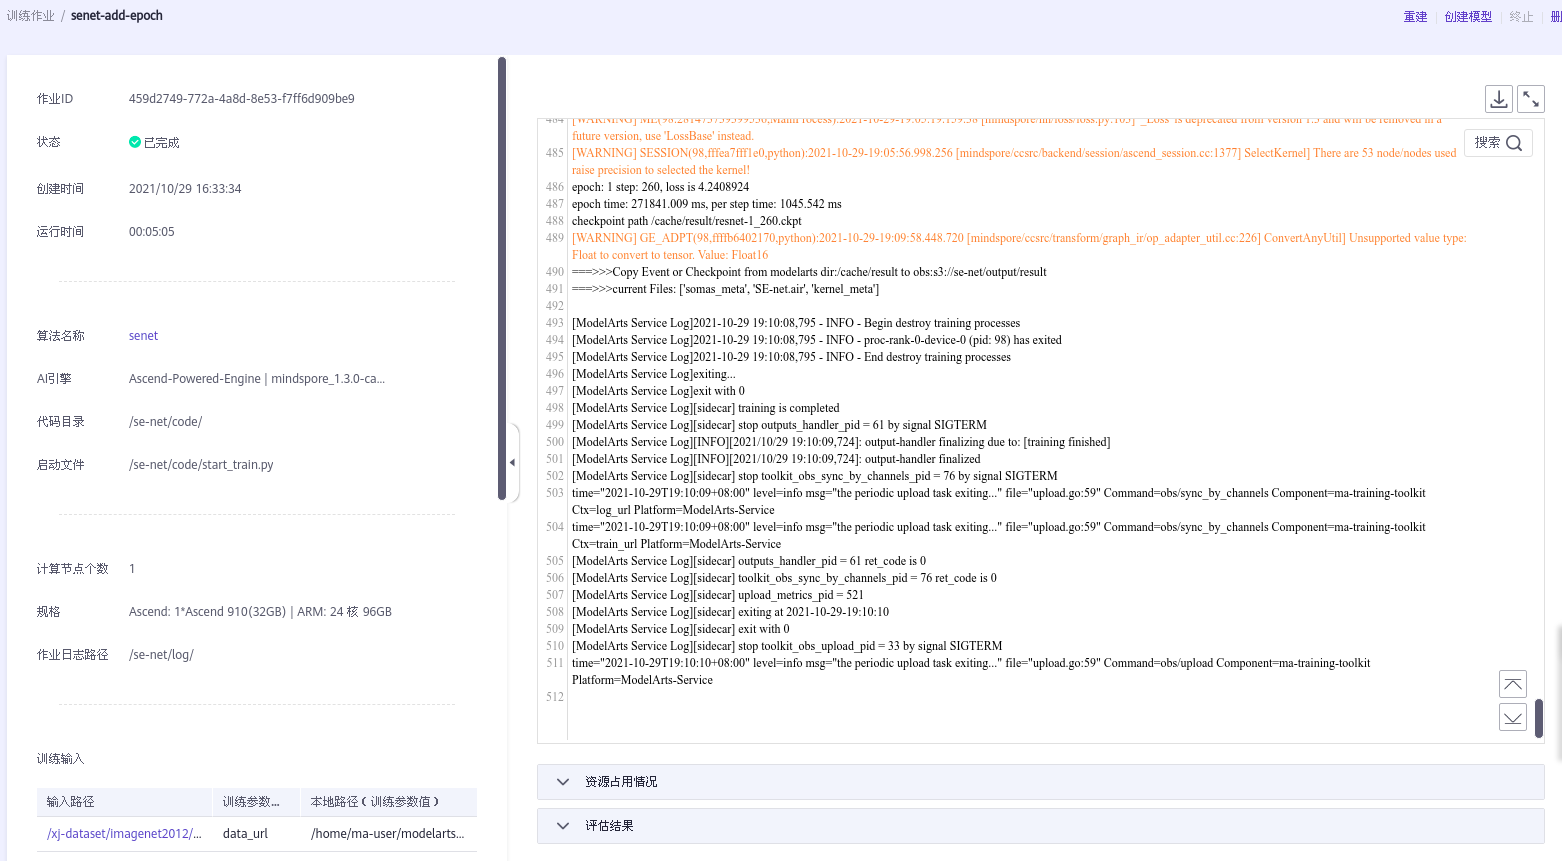 训练作业 / senet-add-epoch
重建 创建模型 终止
作业ID 459d2749-772a-4a8d-8e53-f7ff6d909be9
状态 已完成
创建时间 2021/10/29 16:33:34
运行时间 00:05:05
算法名称 senet
AI引擎 Ascend-Powered-Engine | mindspore_1.3.0-ca...
代码目录 /se-net/code/
启动文件 /se-net/code/start_train.py
计算节点个数 1
规格 Ascend: 1*Ascend 910(32GB) | ARM: 24 核 96GB
作业日志路径 /se-net/log/
训练输入
输入路径 训练参数... 本地路径（训练参数值）
/xj-dataset/imagenet2012/... data_url /home/ma-user/modelarts...
搜索
future version, use 'LossBase' instead.
485 [WARNING] SESSION(98,fffea7fff1e0,python):2021-10-29-19:05:56.998.256 [mindspore/ccsrc/backend/session/ascend_session.cc:1377] SelectKernel] There are 53 node/nodes used
raise precision to selected the kernel!
486 epoch: 1 step: 260, loss is 4.2408924
487 epoch time: 271841.009 ms, per step time: 1045.542 ms
488 checkpoint path /cache/result/resnet-1_260.ckpt
489 [WARNING] GE_ADPT(98,ffffb6402170,python):2021-10-29-19:09:58.448.720 [mindspore/ccsrc/transform/graph_ir/op_adapter_util.cc:226] ConvertAnyUtil] Unsupported value type:
Float to convert to tensor. Value: Float16
490 ===>>>Copy Event or Checkpoint from modelarts dir:/cache/result to obs:s3://se-net/output/result
491 ===>>>current Files: ['somas_meta', 'SE-net.air', 'kernel_meta']
492
493 [ModelArts Service Log]2021-10-29 19:10:08,795 - INFO - Begin destroy training processes
494 [ModelArts Service Log]2021-10-29 19:10:08,795 - INFO - proc-rank-0-device-0 (pid: 98) has exited
495 [ModelArts Service Log]2021-10-29 19:10:08,795 - INFO - End destroy training processes
496 [ModelArts Service Log]exiting...
497 [ModelArts Service Log]exit with 0
498 [ModelArts Service Log][sidecar] training is completed
499 [ModelArts Service Log][sidecar] stop outputs_handler_pid = 61 by signal SIGTERM
500 [ModelArts Service Log][INFO][2021/10/29 19:10:09,724]: output-handler finalizing due to: [training finished]
501 [ModelArts Service Log][INFO][2021/10/29 19:10:09,724]: output-handler finalized
502 [ModelArts Service Log][sidecar] stop toolkit_obs_sync_by_channels_pid = 76 by signal SIGTERM
503 time="2021-10-29T19:10:09+08:00" level=info msg="the periodic upload task exiting..." file="upload.go:59" Command=obs/sync_by_channels Component=ma-training-toolkit
Ctx=log_url Platform=ModelArts-Service
504 time="2021-10-29T19:10:09+08:00" level=info msg="the periodic upload task exiting..." file="upload.go:59" Command=obs/sync_by_channels Component=ma-training-toolkit
Ctx=train_url Platform=ModelArts-Service
505 [ModelArts Service Log][sidecar] outputs_handler_pid = 61 ret_code is 0
506 [ModelArts Service Log][sidecar] toolkit_obs_sync_by_channels_pid = 76 ret_code is 0
507 [ModelArts Service Log][sidecar] upload_metrics_pid = 521
508 [ModelArts Service Log][sidecar] exiting at 2021-10-29-19:10:10
509 [ModelArts Service Log][sidecar] exit with 0
510 [ModelArts Service Log][sidecar] stop toolkit_obs_upload_pid = 33 by signal SIGTERM
511 time="2021-10-29T19:10:10+08:00" level=info msg="the periodic upload task exiting..." file="upload.go:59" Command=obs/upload Component=ma-training-toolkit
Platform=ModelArts-Service
512
资源占用情况
评估结果